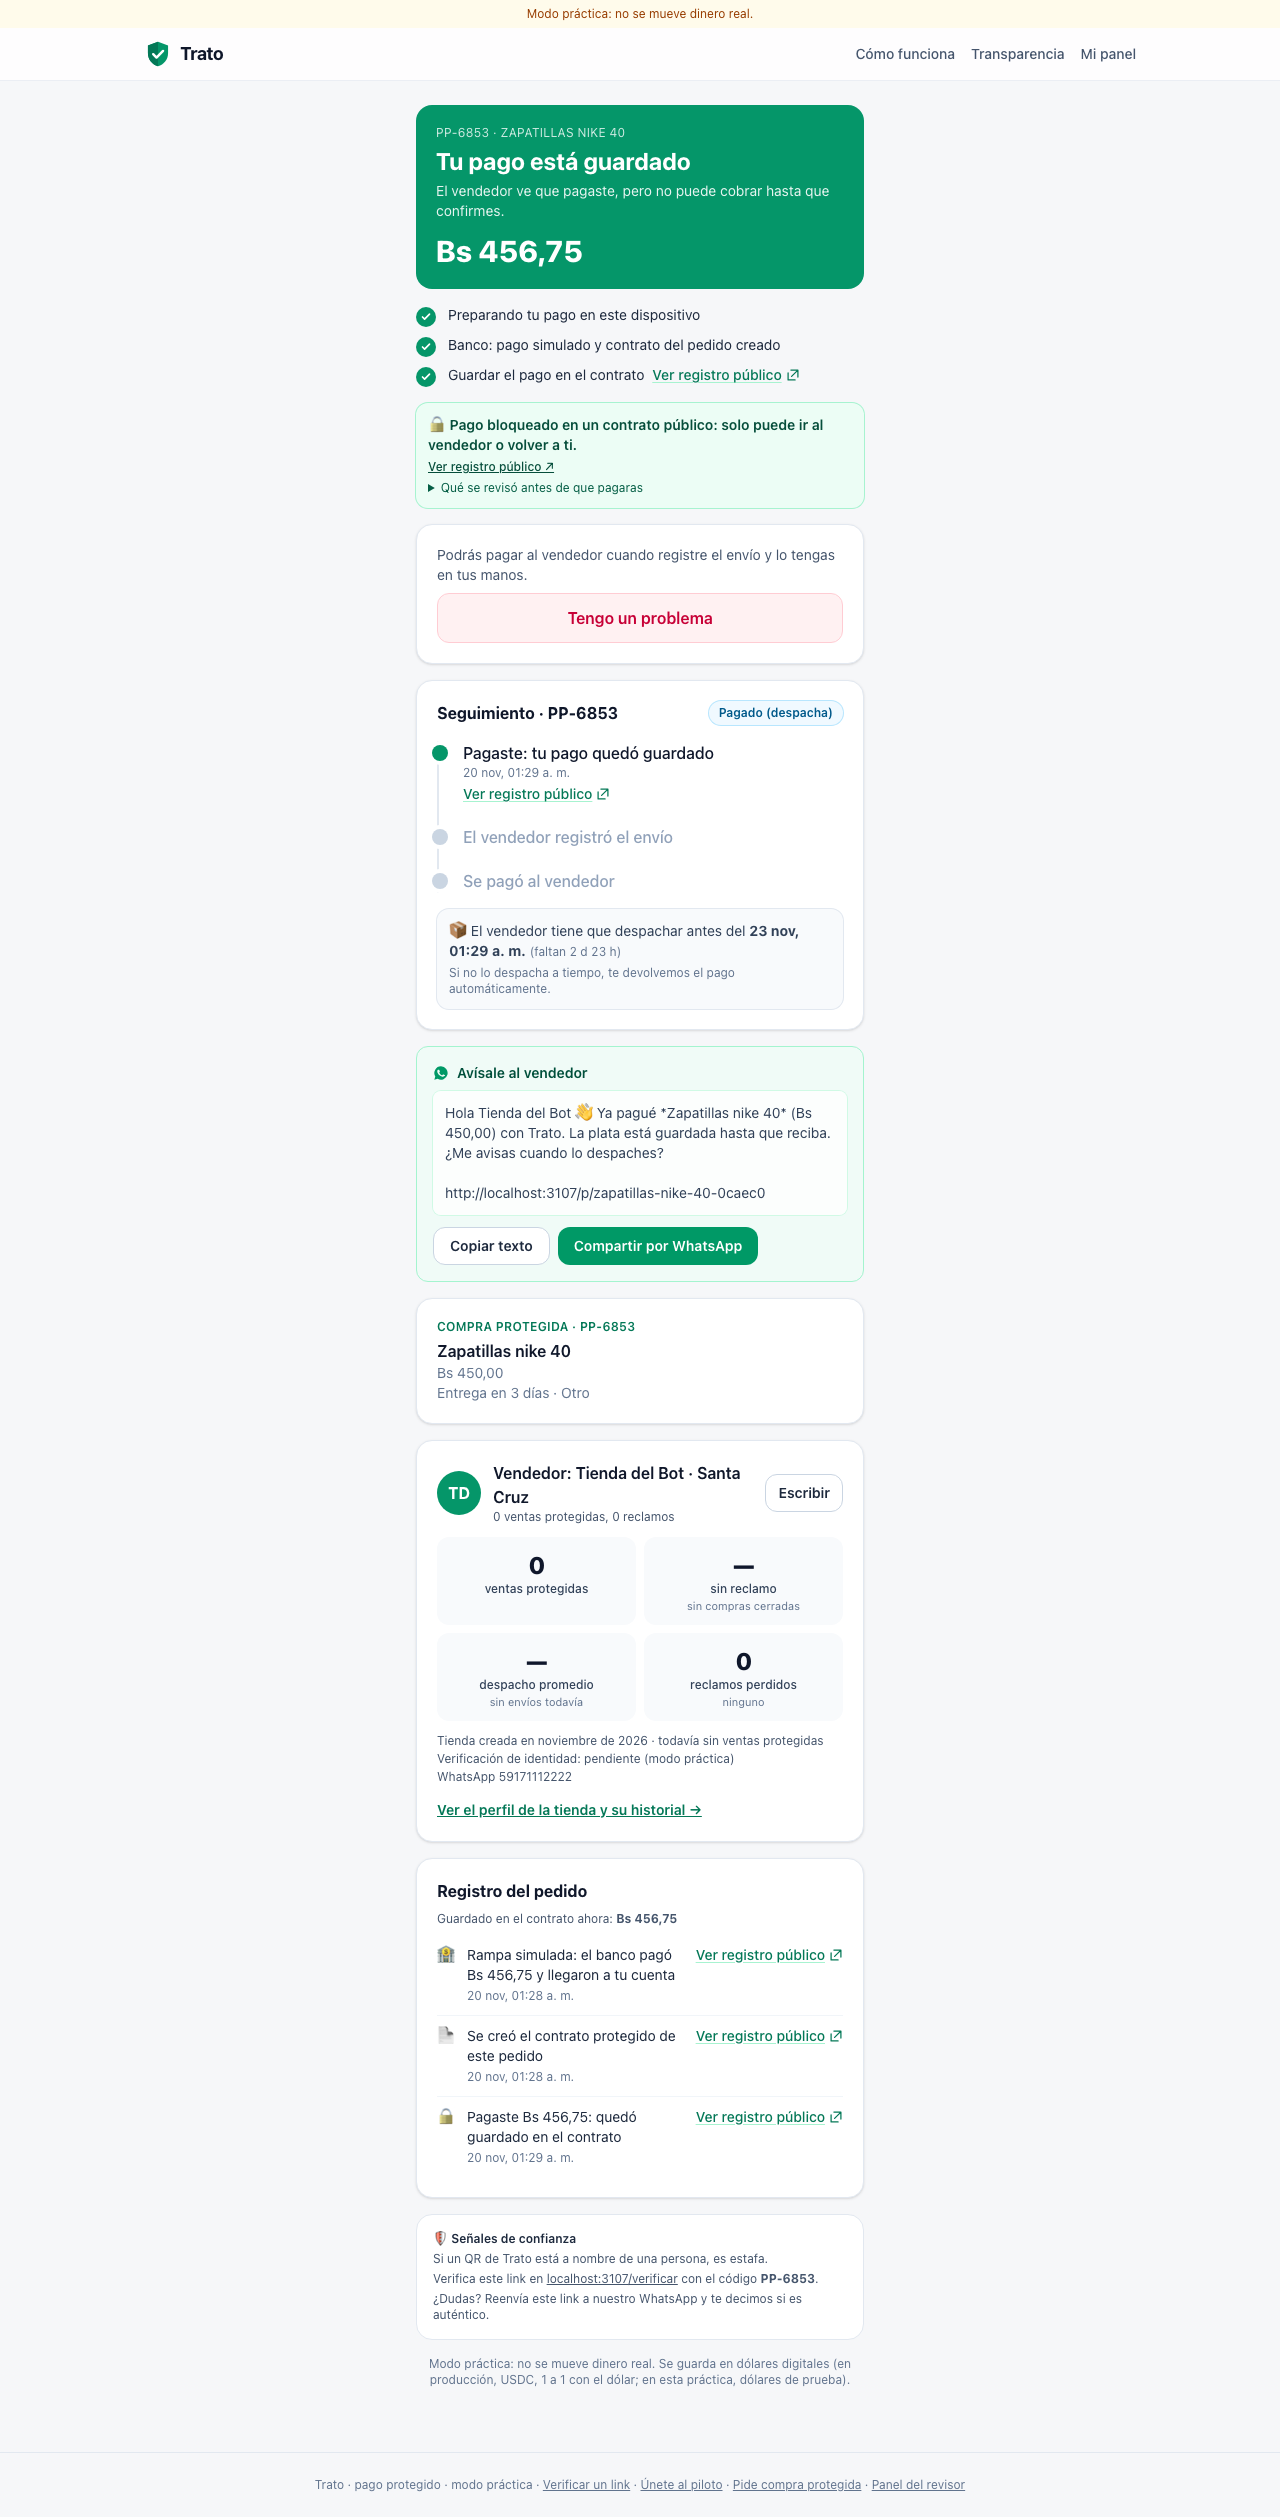 Modo práctica: no se mueve dinero real.
Trato
Cómo funciona
Transparencia
Mi panel
PP-6853 · ZAPATILLAS NIKE 40
Tu pago está guardado
El vendedor ve que pagaste, pero no puede cobrar hasta que
confirmes.
Bs 456,75
Preparando tu pago en este dispositivo
Banco: pago simulado y contrato del pedido creado
Guardar el pago en el contrato Ver registro público
🔒 Pago bloqueado en un contrato público: solo puede ir al
vendedor o volver a ti.
Ver registro público ↗
▶ Qué se revisó antes de que pagaras
Podrás pagar al vendedor cuando registre el envío y lo tengas
en tus manos.
Tengo un problema
Seguimiento · PP-6853
Pagado (despacha)
Pagaste: tu pago quedó guardado
20 nov, 01:29 a. m.
Ver registro público
El vendedor registró el envío
Se pagó al vendedor
📦 El vendedor tiene que despachar antes del 23 nov,
01:29 a. m. (faltan 2 d 23 h)
Si no lo despacha a tiempo, te devolvemos el pago
automáticamente.
Avísale al vendedor
Hola Tienda del Bot 👋 Ya pagué *Zapatillas nike 40* (Bs
450,00) con Trato. La plata está guardada hasta que reciba.
¿Me avisas cuando lo despaches?
http://localhost:3107/p/zapatillas-nike-40-0caec0
Copiar texto
Compartir por WhatsApp
COMPRA PROTEGIDA · PP-6853
Zapatillas nike 40
Bs 450,00
Entrega en 3 días · Otro
TD
Vendedor: Tienda del Bot · Santa
Cruz
0 ventas protegidas, 0 reclamos
Escribir
0
ventas protegidas
—
sin reclamo
sin compras cerradas
—
despacho promedio
sin envíos todavía
0
reclamos perdidos
ninguno
Tienda creada en noviembre de 2026 · todavía sin ventas protegidas
Verificación de identidad: pendiente (modo práctica)
WhatsApp 59171112222
Ver el perfil de la tienda y su historial →
Registro del pedido
Guardado en el contrato ahora: Bs 456,75
Rampa simulada: el banco pagó
Bs 456,75 y llegaron a tu cuenta
20 nov, 01:28 a. m.
Ver registro público
Se creó el contrato protegido de
este pedido
20 nov, 01:28 a. m.
Ver registro público
Pagaste Bs 456,75: quedó
guardado en el contrato
20 nov, 01:29 a. m.
Ver registro público
Señales de confianza
Si un QR de Trato está a nombre de una persona, es estafa.
Verifica este link en localhost:3107/verificar con el código PP-6853.
¿Dudas? Reenvía este link a nuestro WhatsApp y te decimos si es
auténtico.
Modo práctica: no se mueve dinero real. Se guarda en dólares digitales (en
producción, USDC, 1 a 1 con el dólar; en esta práctica, dólares de prueba).
Trato · pago protegido · modo práctica · Verificar un link · Únete al piloto · Pide compra protegida · Panel del revisor